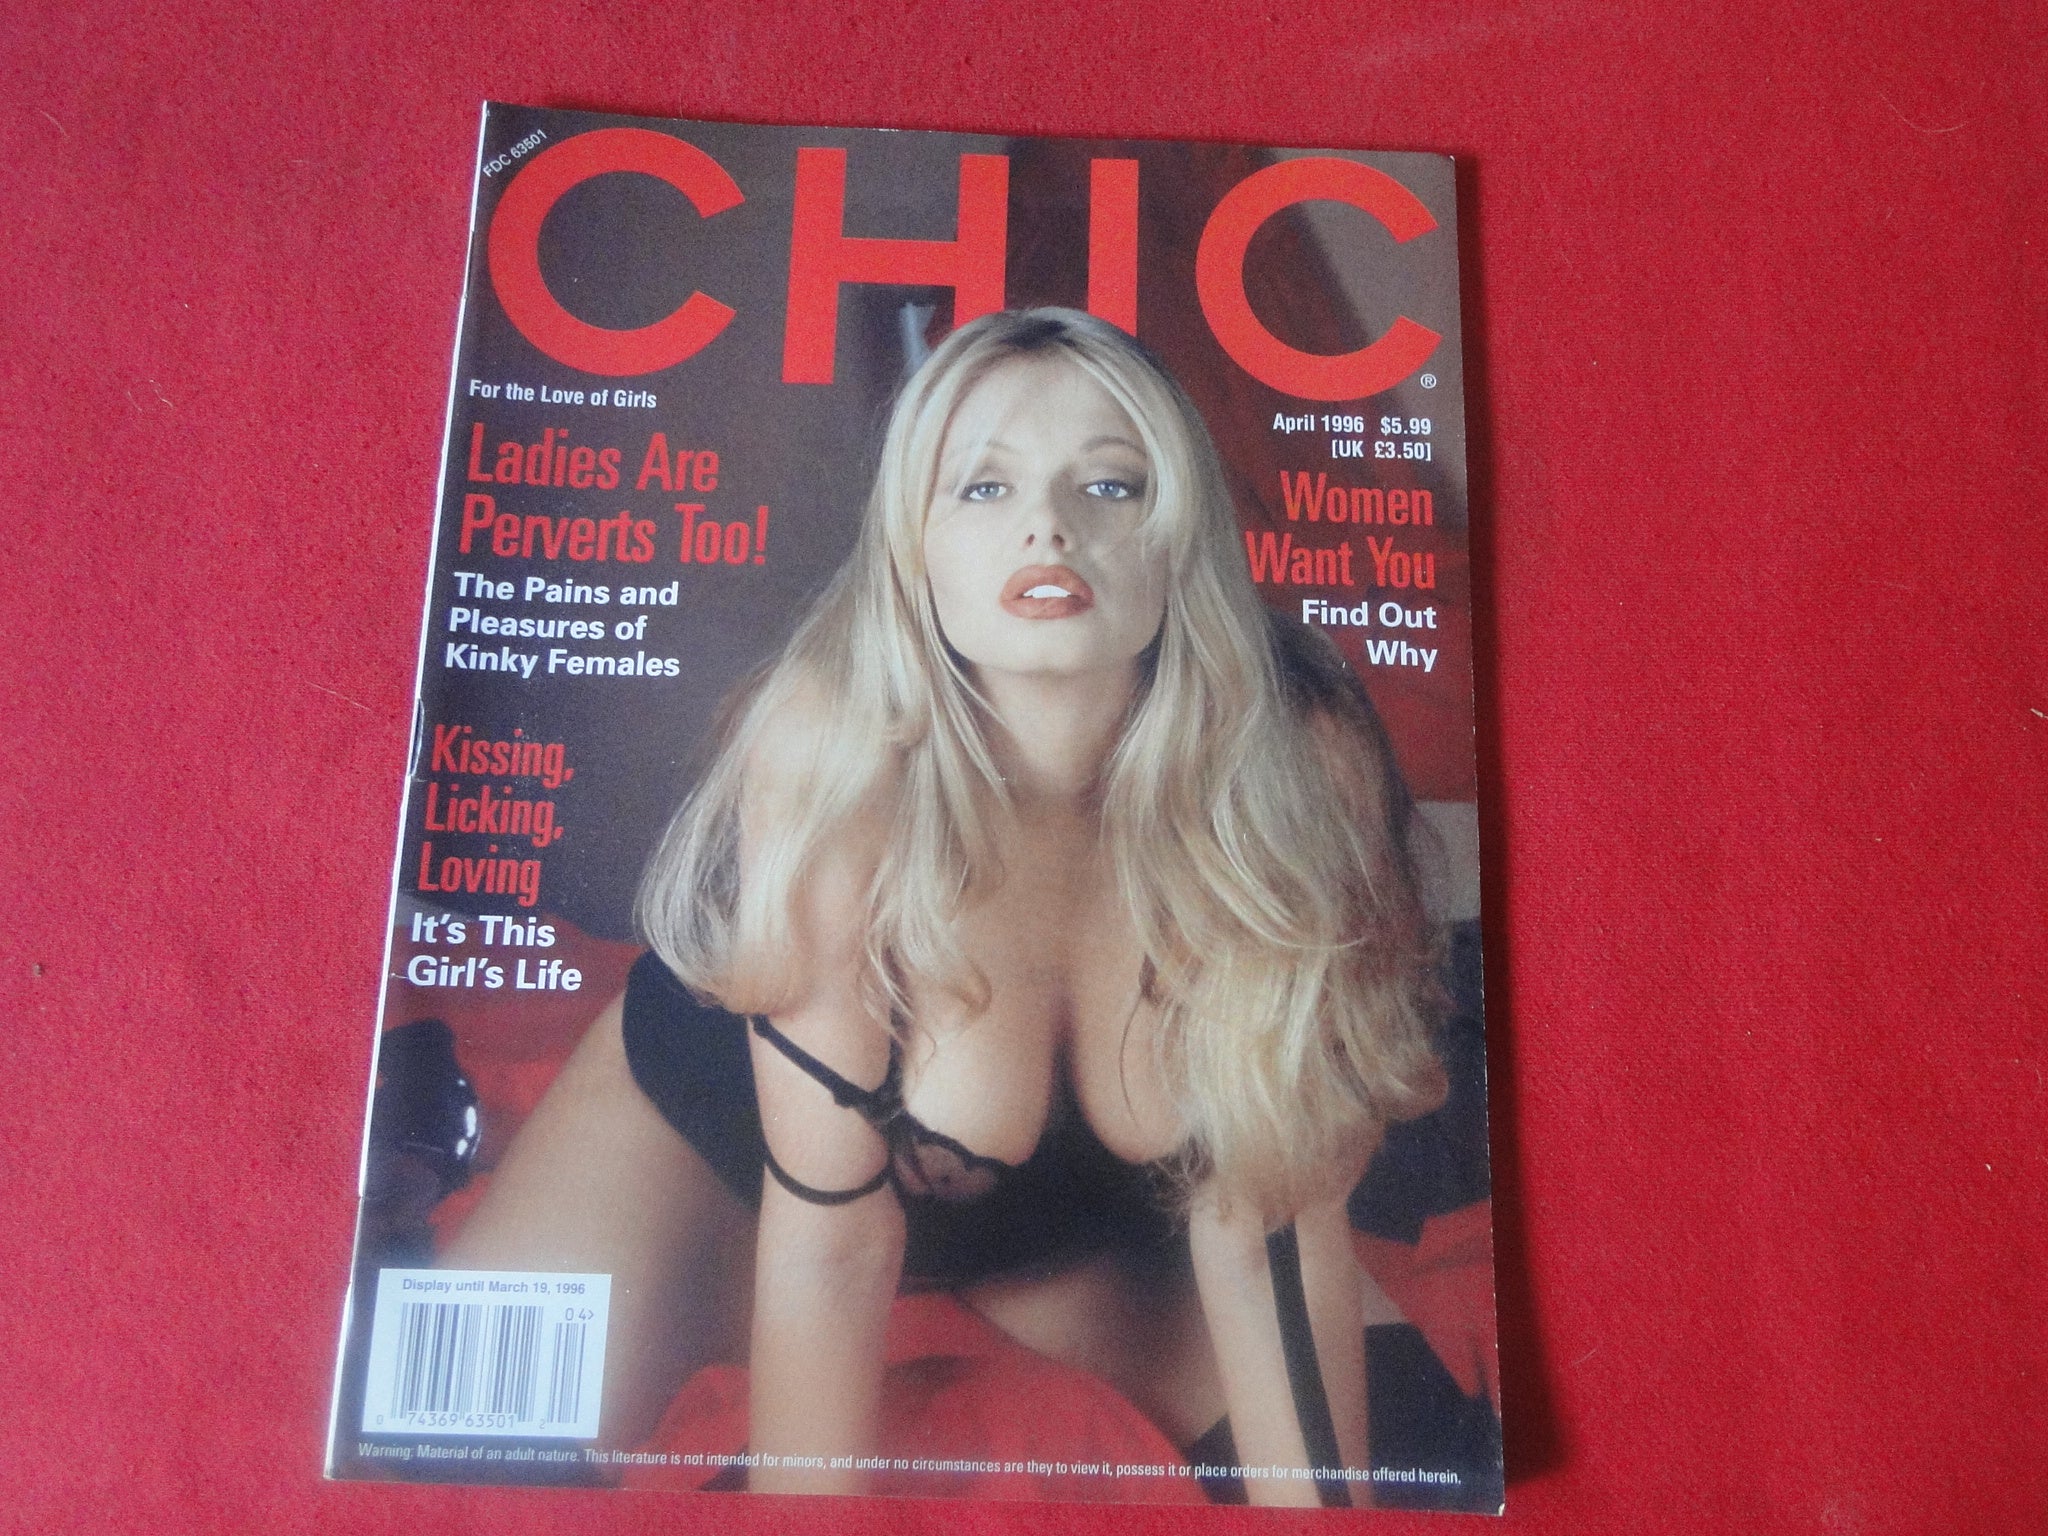 FDC 63501
CHIC
®
For the Love of Girls
April 1996 $5.99
[UK £3.50]
Ladies Are
Perverts Too!
The Pains and
Pleasures of
Kinky Females
Women
Want You
Find Out
Why
Kissing,
Licking,
Loving
It's This
Girl's Life
Display until March 19, 1996
04>
0 74369 63501 2
Warning: Material of an adult nature. This literature is not intended for minors, and under no circumstances are they to view it, possess it or place orders for merchandise offered herein.